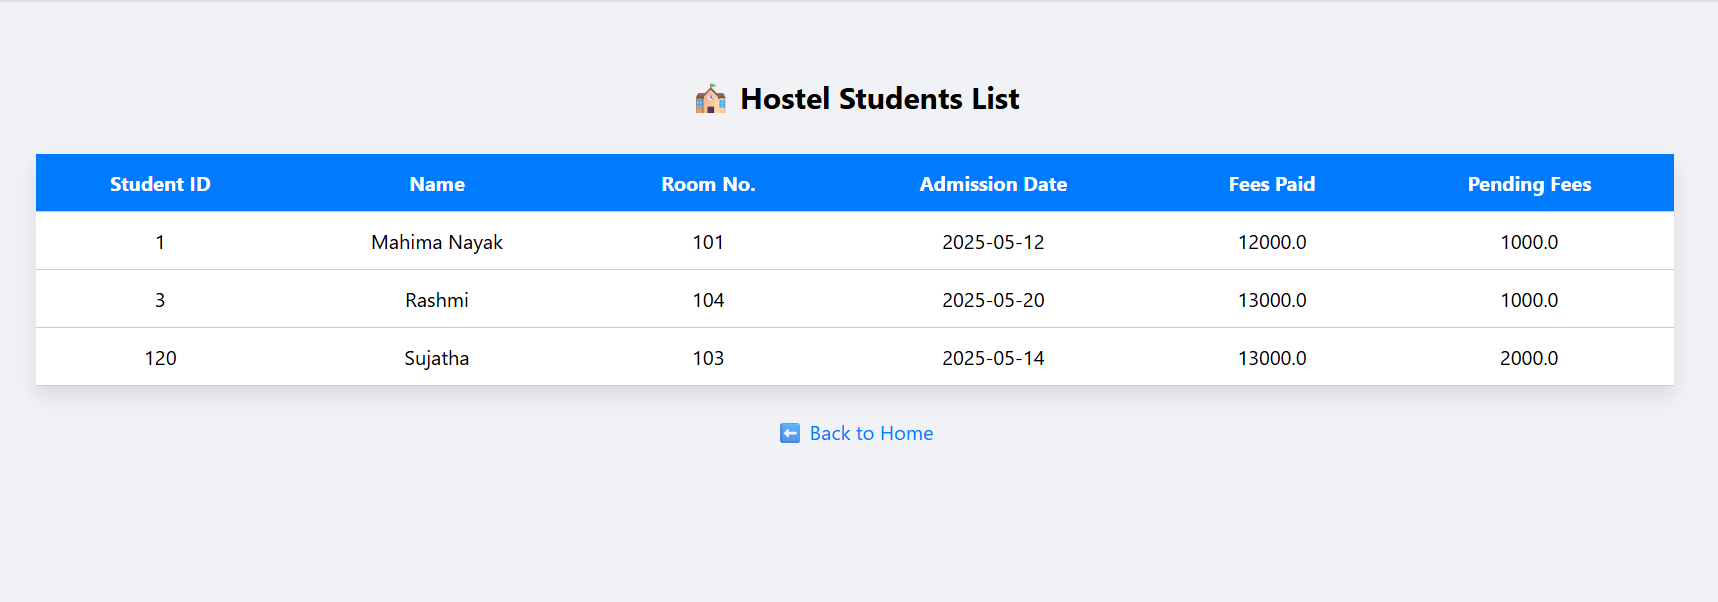 Hostel Students List
Student ID Name Room No. Admission Date Fees Paid Pending Fees
1 Mahima Nayak 101 2025-05-12 12000.0 1000.0
3 Rashmi 104 2025-05-20 13000.0 1000.0
120 Sujatha 103 2025-05-14 13000.0 2000.0
Back to Home